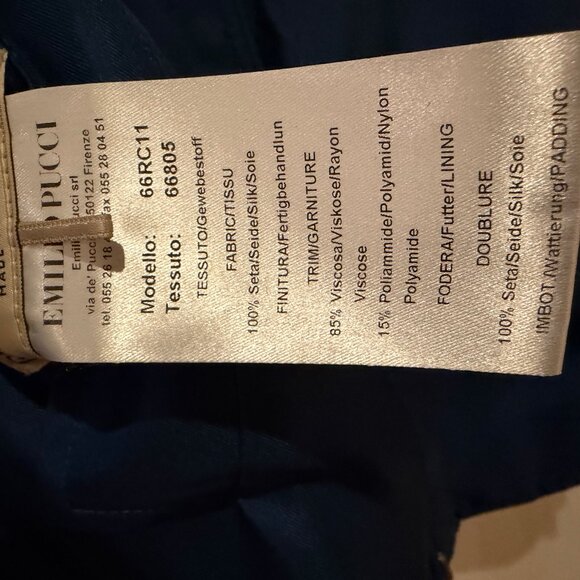 MADE
EMILIO PUCCI
Emilio Pucci srl
via de' Pucci 50122 Firenze
tel. 055 26 18 fax 055 28 04 51
Modello: 66RC11
Tessuto: 66805
TESSUTO/Gewebestoff
FABRIC/TISSU
100% Seta/Seide/Silk/Soie
FINITURA/Fertigbehandlun
TRIM/GARNITURE
85% Viscosa/Viskose/Rayon
Viscose
15% Poliammide/Polyamid/Nylon
Polyamide
FODERA/Futter/LINING
DOUBLURE
100% Seta/Seide/Silk/Soie
IMBOT./Wattierung/PADDING